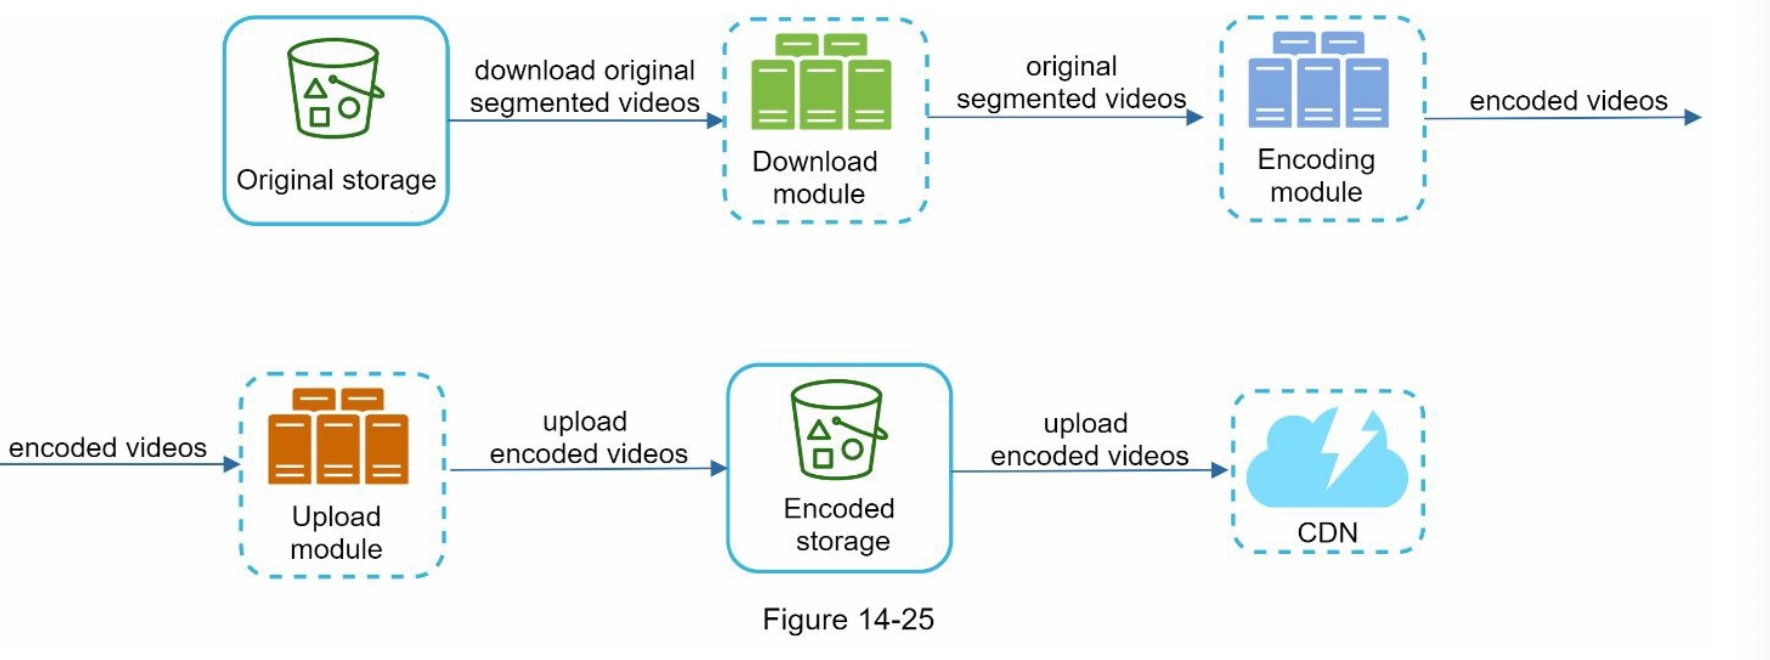 download original
segmented videos
original
segmented videos
encoded videos
Original storage
Download
module
Encoding
module
encoded videos
upload
encoded videos
upload
encoded videos
Upload
module
Encoded
storage
CDN
Figure 14-25